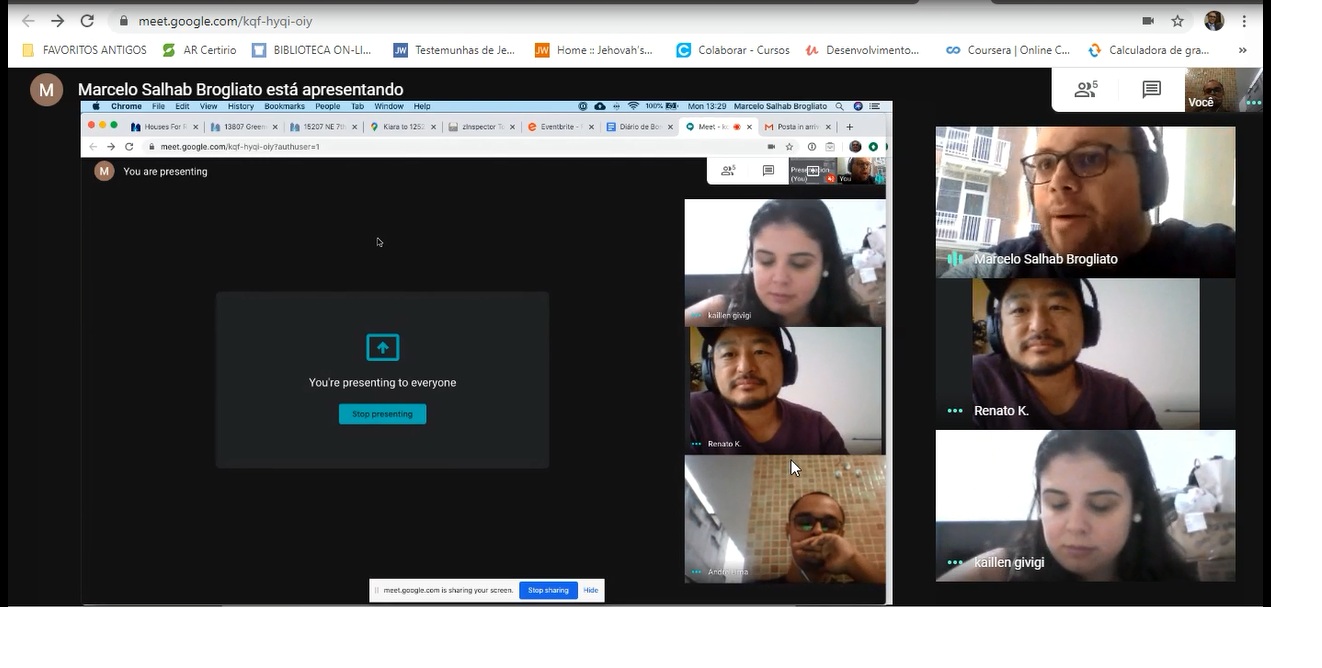 meet.google.com/kqf-hyqi-oiy
FAVORITOS ANTIGOS AR Certirio BIBLIOTECA ON-LI... Testemunhas de Je... Home :: Jehovah's... Colaborar - Cursos Desenvolvimento... Coursera | Online C... Calculadora de gra... »
M Marcelo Salhab Brogliato está apresentando
5
Você
Chrome File Edit View History Bookmarks People Tab Window Help 100% Mon 13:29 Marcelo Salhab Brogliato
Houses For 13807 Green 15207 NE 7th Kiara to 1252 zInspector Eventbrite - Diário de Bo Meet - Posta in
meet.google.com/kqf-hyqi-oiy?authuser=1
M You are presenting
5
(You) You
kaillen givigi
Renato K.
You're presenting to everyone
Stop presenting
meet.google.com is sharing your screen. Stop sharing Hide
Marcelo Salhab Brogliato
Renato K.
kaillen givigi